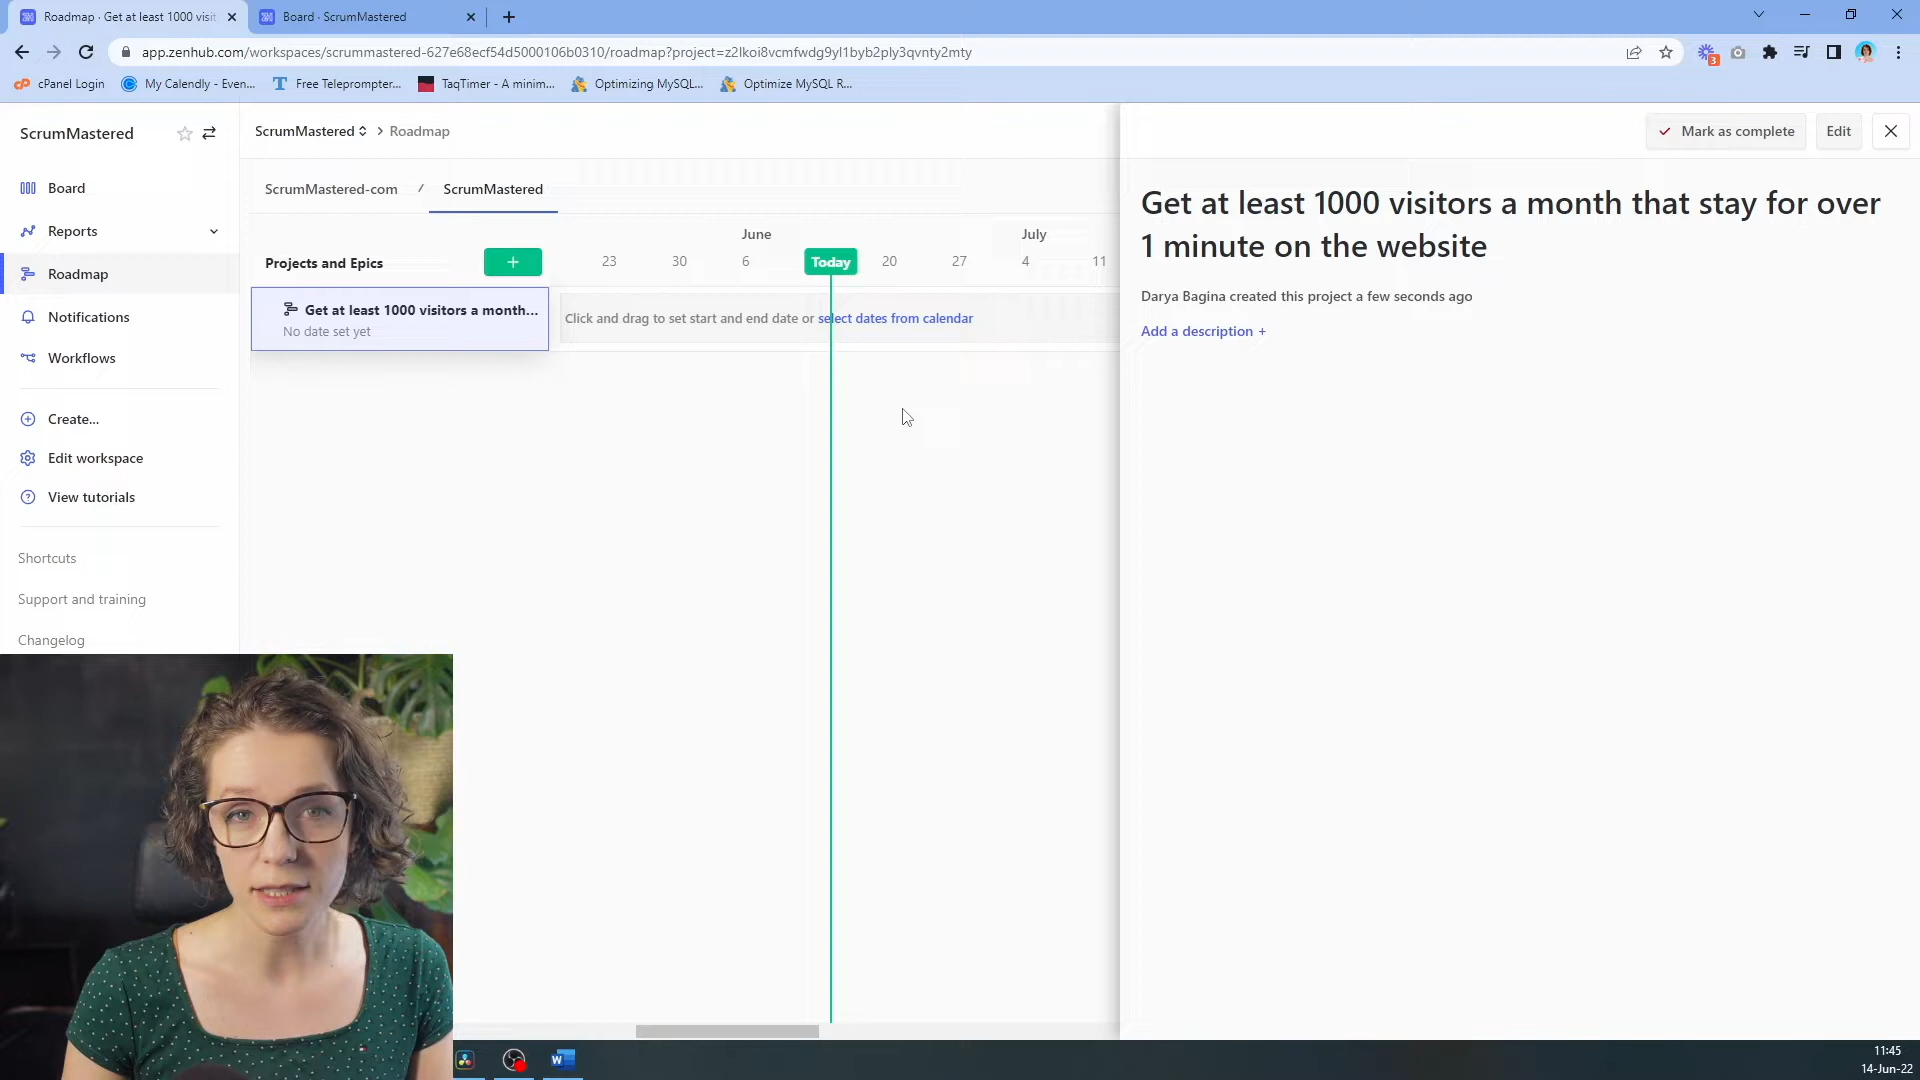 Roadmap · Get at least 1000 visit
Board · ScrumMastered
app.zenhub.com/workspaces/scrummastered-627e68ecf54d5000106b0310/roadmap?project=z2lkoi8vcmfwdg9yl1byb2ply3qvnty2mty
3
cPanel Login
My Calendly - Even...
Free Teleprompter...
TaqTimer - A minim...
Optimizing MySQL...
Optimize MySQL R...
ScrumMastered
Board
Reports
Roadmap
Notifications
Workflows
Create...
Edit workspace
View tutorials
Shortcuts
Support and training
Changelog
ScrumMastered > Roadmap
ScrumMastered-com / ScrumMastered
June
July
Projects and Epics
+
23 30 6 Today 20 27 4 11
Get at least 1000 visitors a month...
No date set yet
Click and drag to set start and end date or select dates from calendar
Mark as complete
Edit
Get at least 1000 visitors a month that stay for over
1 minute on the website
Darya Bagina created this project a few seconds ago
Add a description +
W
11:45
14-Jun-22